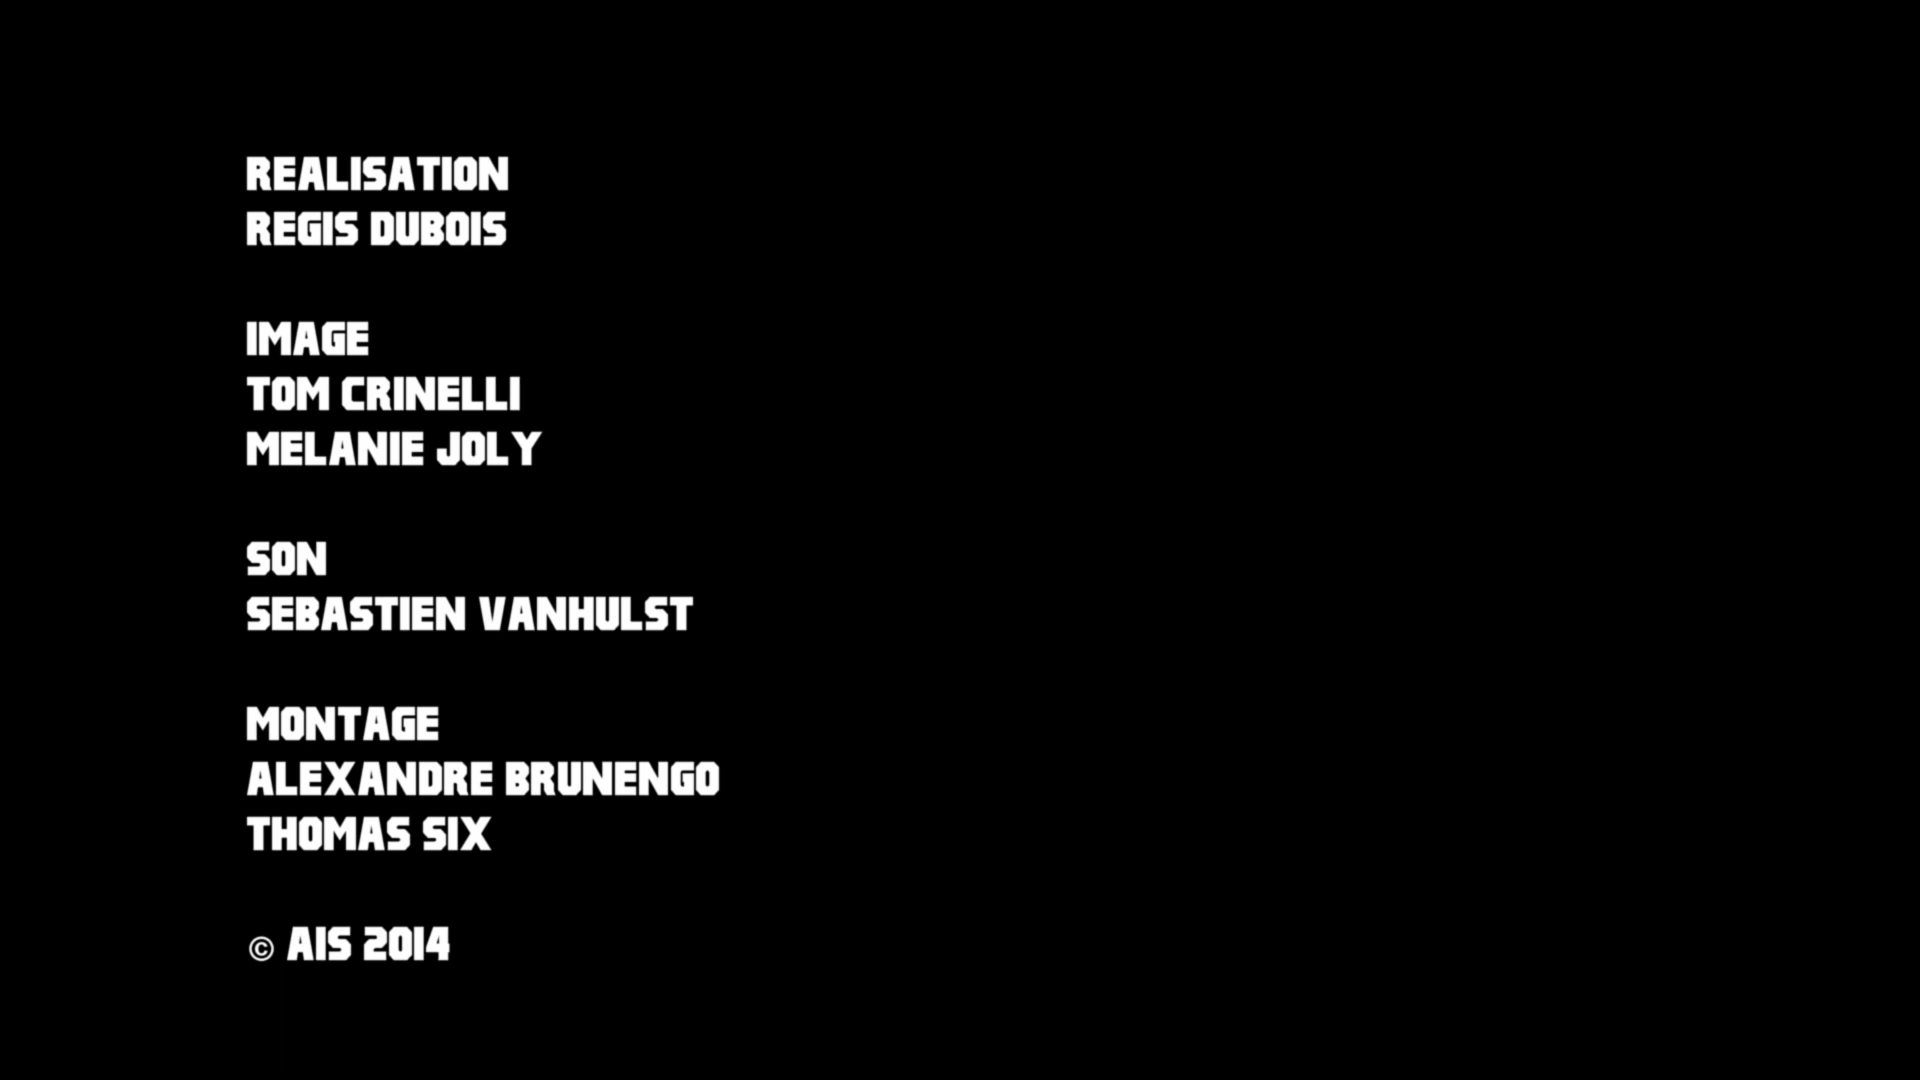 REALISATION
REGIS DUBOIS
IMAGE
TOM CRINELLI
MELANIE JOLY
SON
SEBASTIEN VANHULST
MONTAGE
ALEXANDRE BRUNENGO
THOMAS SIX
© AIS 2014